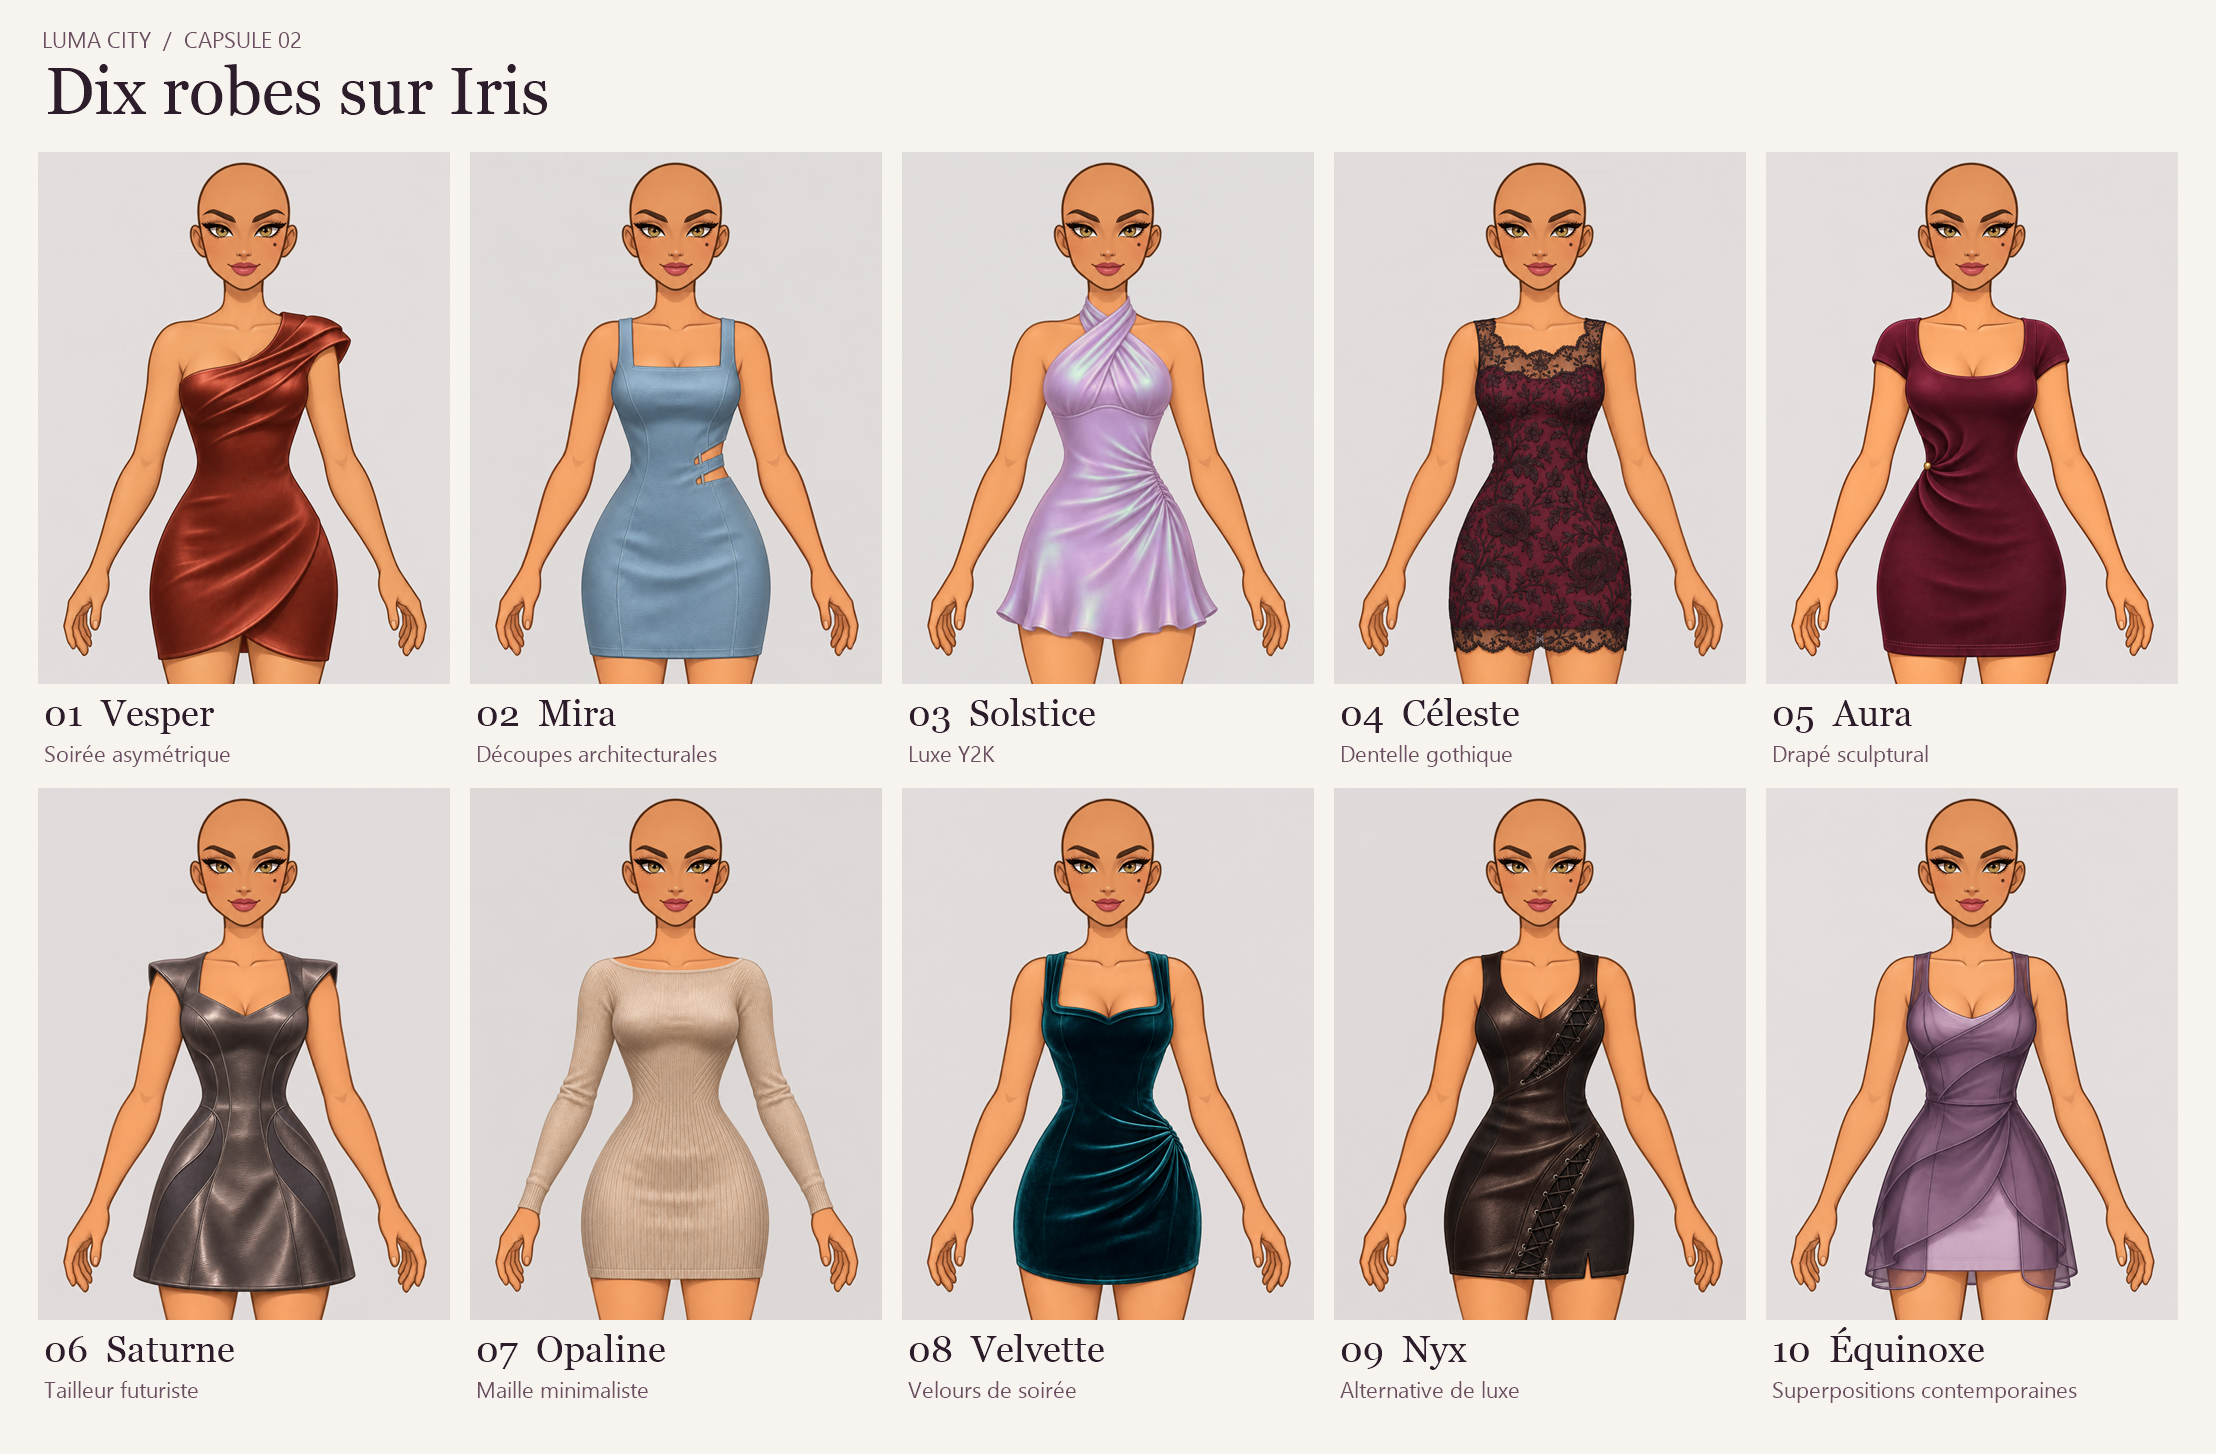 LUMA CITY / CAPSULE 02
Dix robes sur Iris
01 Vesper
Soirée asymétrique
02 Mira
Découpes architecturales
03 Solstice
Luxe Y2K
04 Céleste
Dentelle gothique
05 Aura
Drapé sculptural
06 Saturne
Tailleur futuriste
07 Opaline
Maille minimaliste
08 Velvette
Velours de soirée
09 Nyx
Alternative de luxe
10 Équinoxe
Superpositions contemporaines